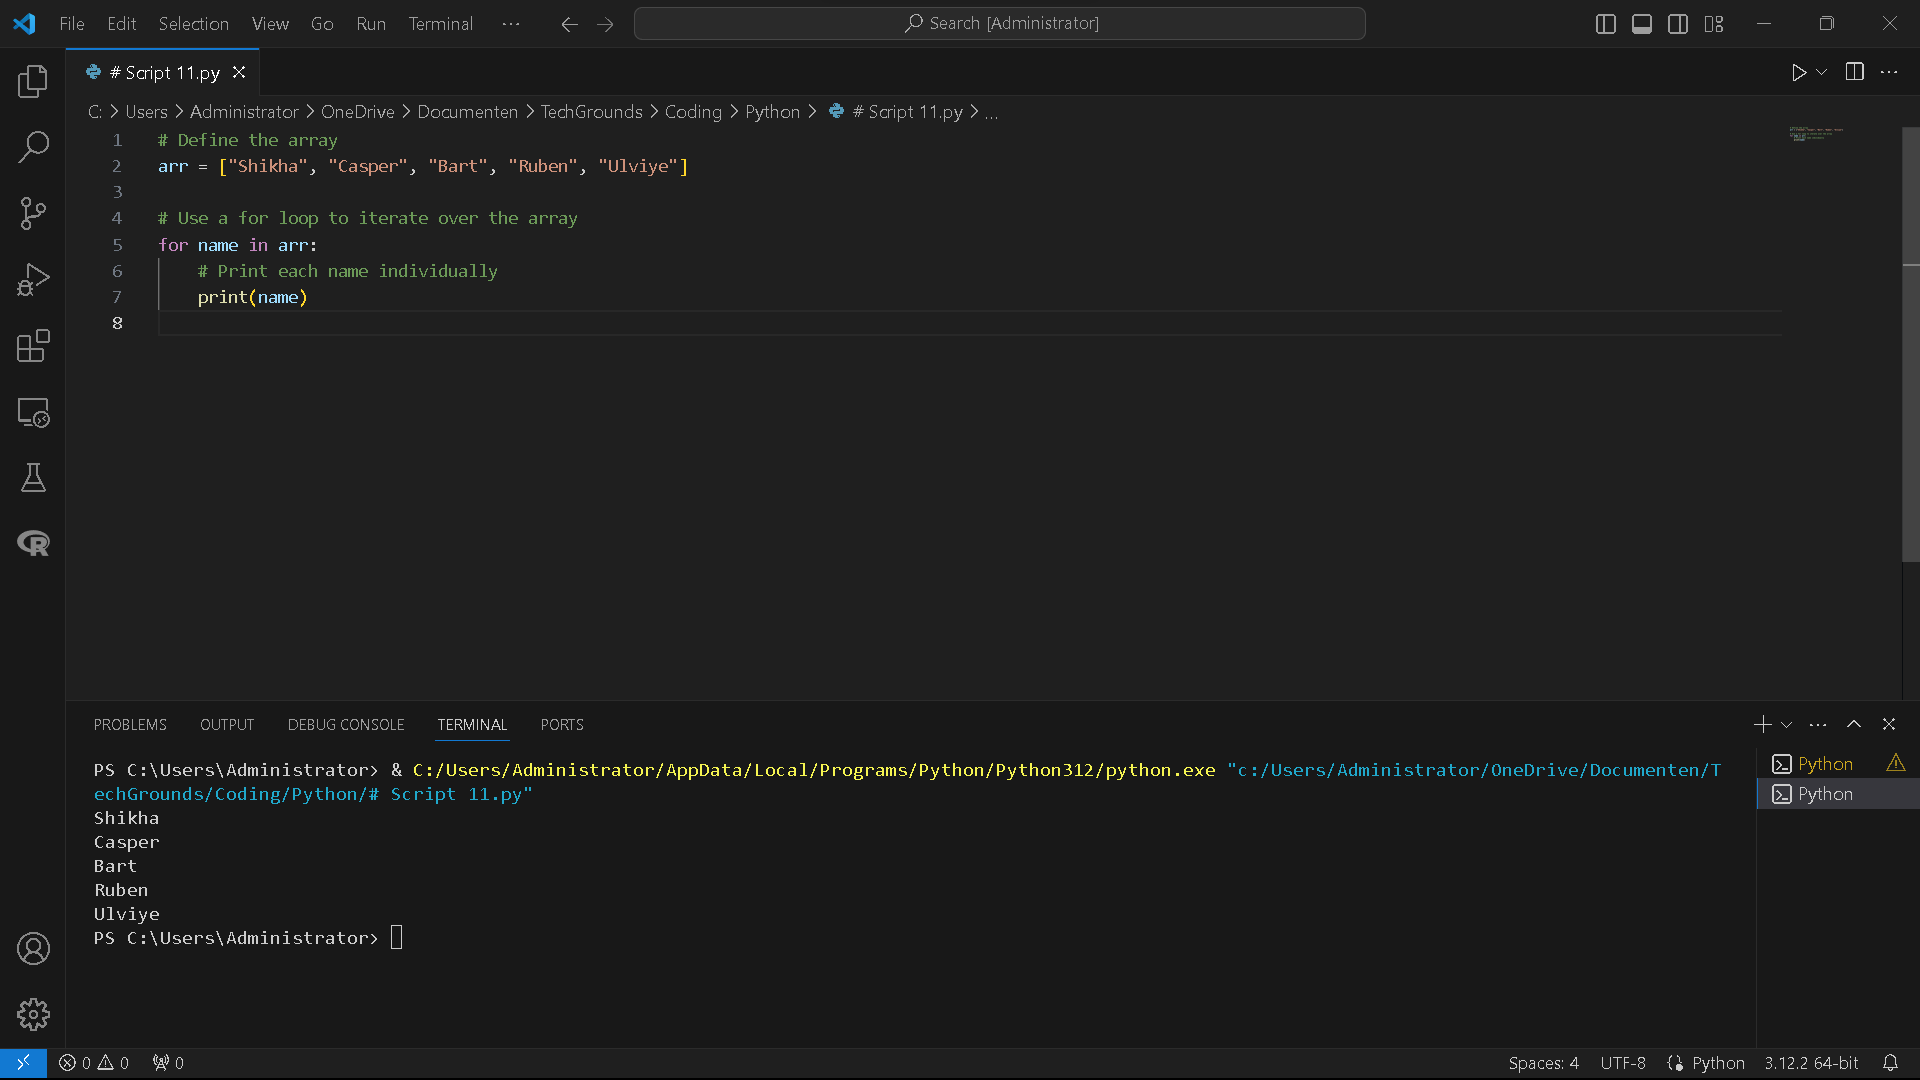 File Edit Selection View Go Run Terminal ··· Search [Administrator]
# Script 11.py
C: > Users > Administrator > OneDrive > Documenten > TechGrounds > Coding > Python > # Script 11.py > ...
1 # Define the array
2 arr = ["Shikha", "Casper", "Bart", "Ruben", "Ulviye"]
3
4 # Use a for loop to iterate over the array
5 for name in arr:
6     # Print each name individually
7     print(name)
8
PROBLEMS OUTPUT DEBUG CONSOLE TERMINAL PORTS
PS C:\Users\Administrator> & C:/Users/Administrator/AppData/Local/Programs/Python/Python312/python.exe "c:/Users/Administrator/OneDrive/Documenten/T
echGrounds/Coding/Python/# Script 11.py"
Shikha
Casper
Bart
Ruben
Ulviye
PS C:\Users\Administrator>
Python
Python
0 0 0 Spaces: 4 UTF-8 Python 3.12.2 64-bit